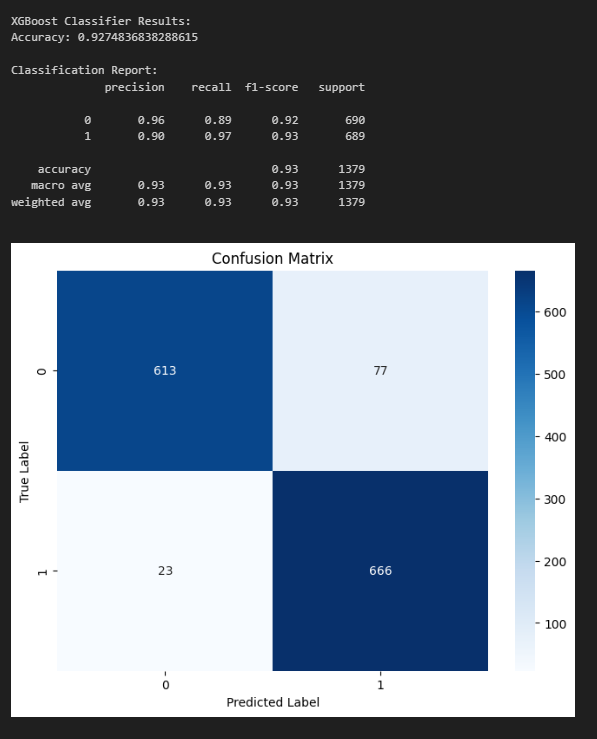 XGBoost Classifier Results:
Accuracy: 0.9274836838288615
Classification Report:
precision recall f1-score support
0 0.96 0.89 0.92 690
1 0.90 0.97 0.93 689
accuracy 0.93 1379
macro avg 0.93 0.93 0.93 1379
weighted avg 0.93 0.93 0.93 1379
Confusion Matrix
600
500
400
300
200
100
True Label
0
613 77
1
23 666
0 1
Predicted Label